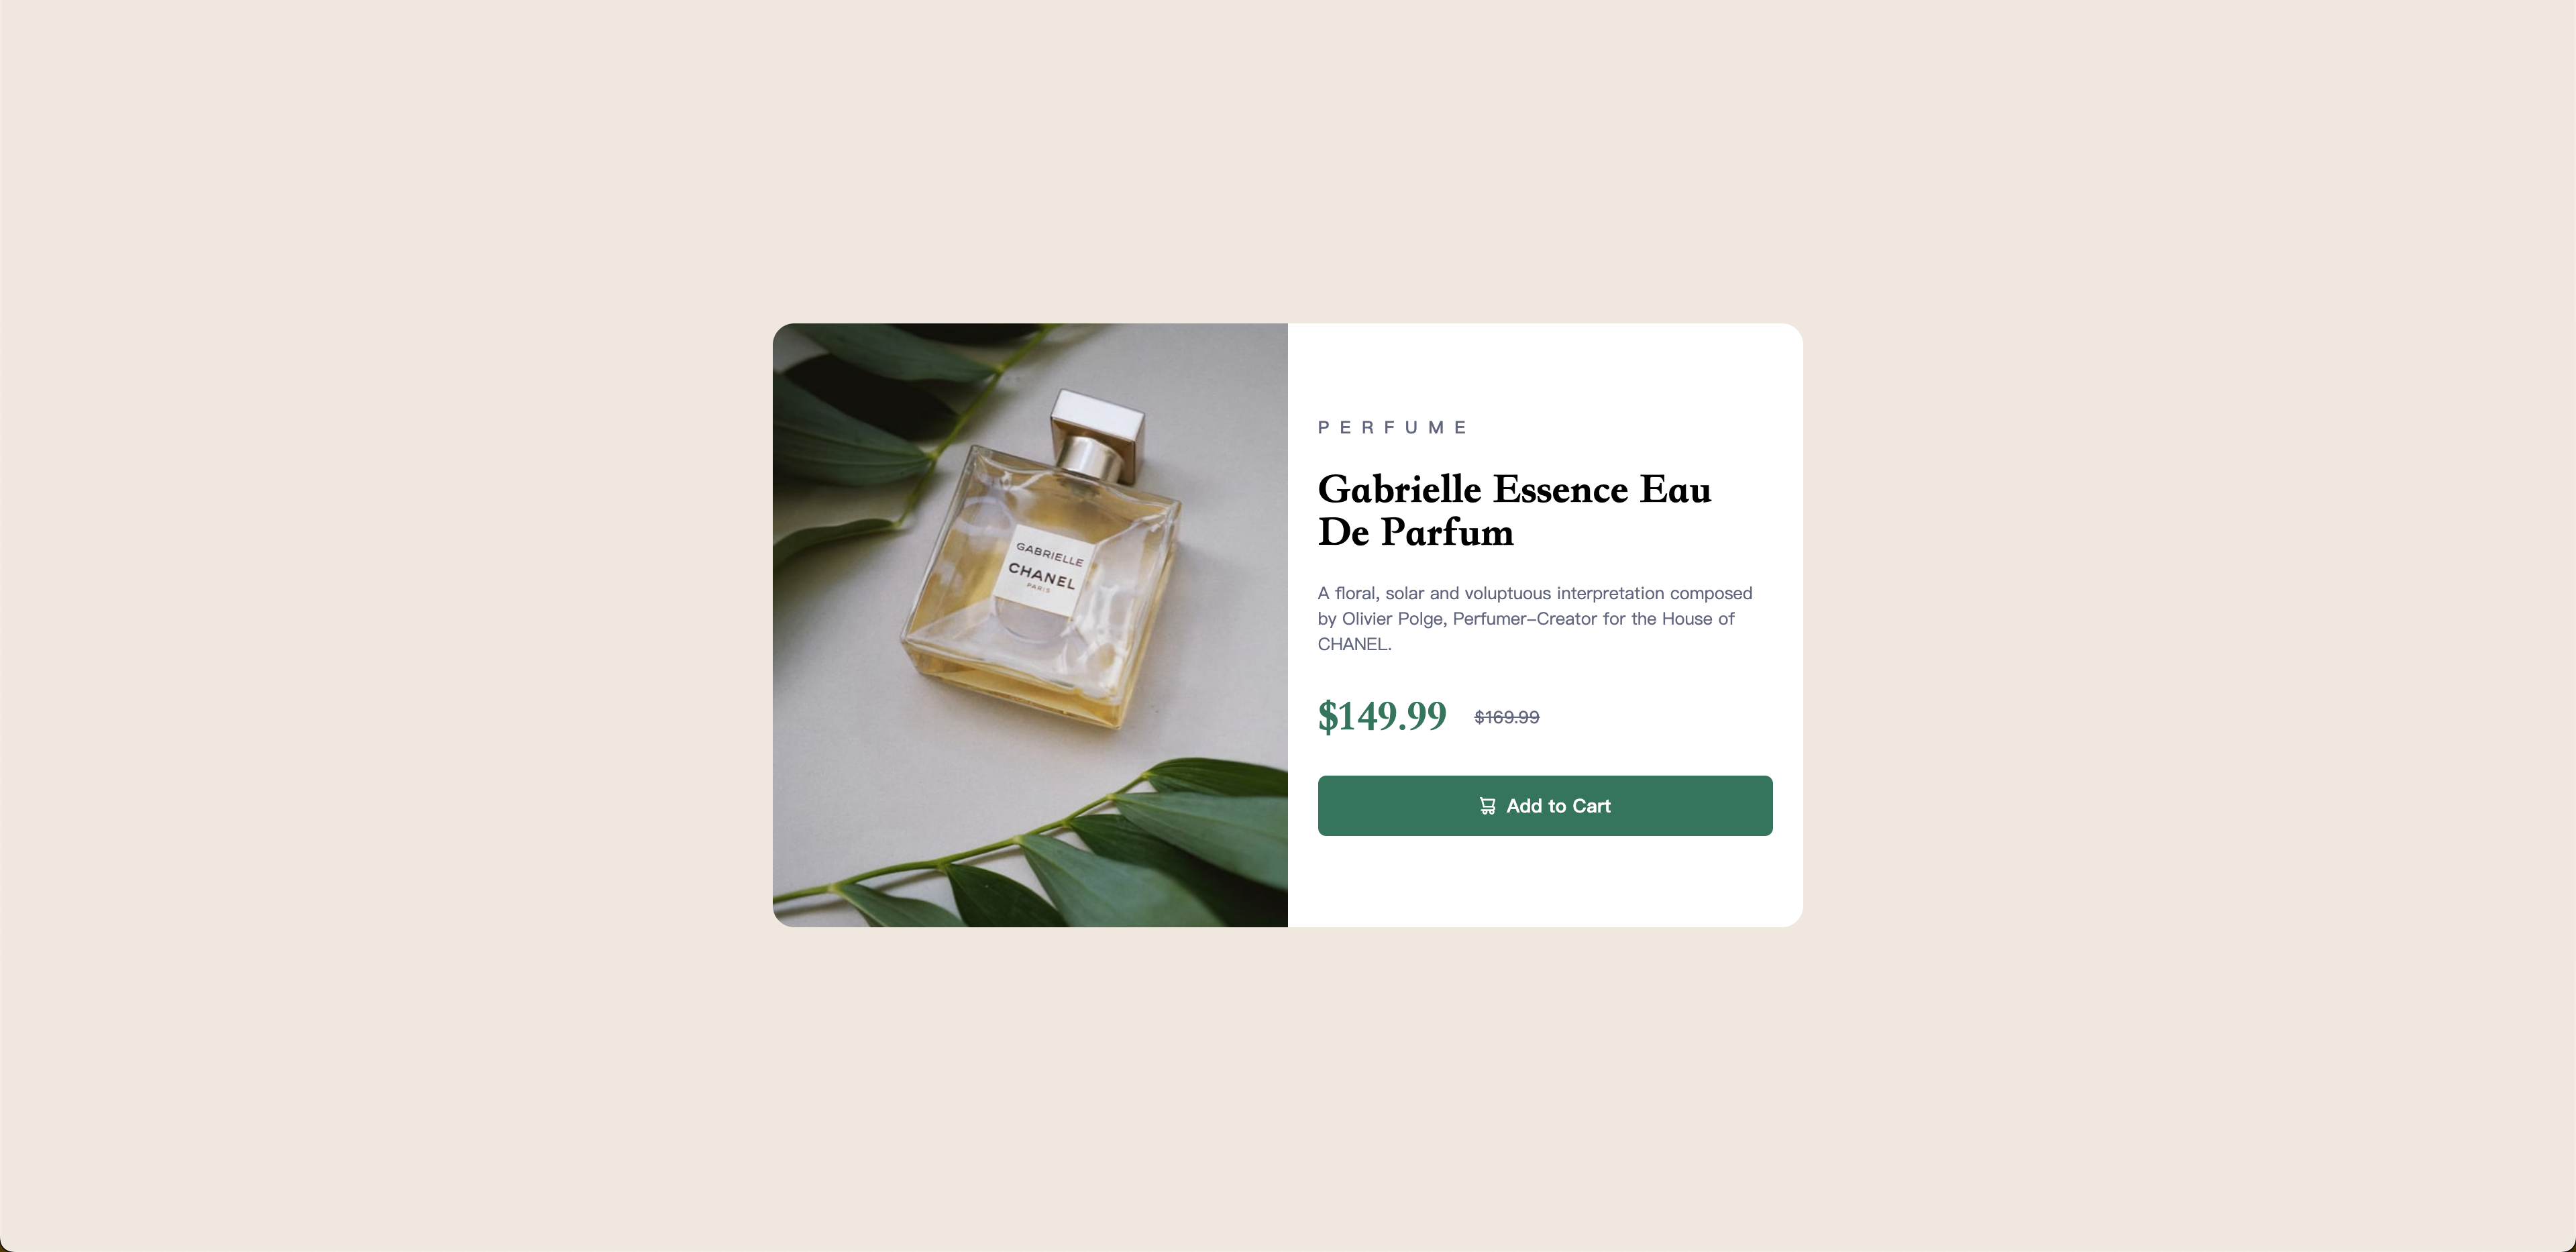 GABRIELLE
CHANEL
PARIS
PERFUME
Gabrielle Essence Eau
De Parfum
A floral, solar and voluptuous interpretation composed
by Olivier Polge, Perfumer-Creator for the House of
CHANEL.
$149.99 $169.99
Add to Cart